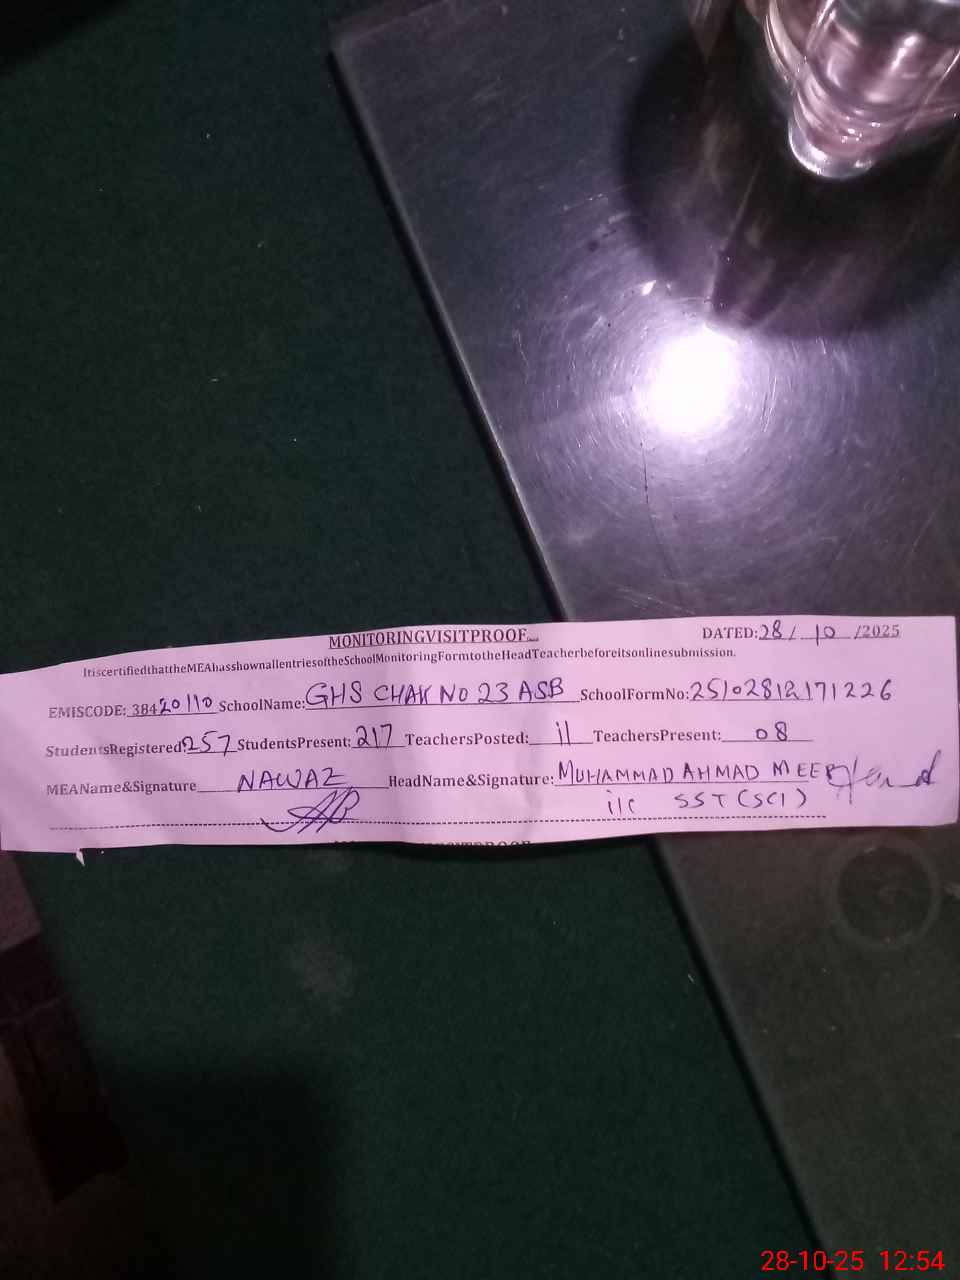 MONITORINGVISITPROOF
DATED:28/ 10 /2025
ItiscertifiedthattheMEAhasshownallentriesoftheSchoolMonitoringFormtotheHeadTeacherbeforeitsonlinesubmission.
EMISCODE: 38420110 SchoolName: GHS CHAK NO 23 ASB SchoolFormNo: 25102812171226
StudentsRegistered: 257 StudentsPresent: 217 TeachersPosted: 11 TeachersPresent: 08
MEAName&Signature NAWAZ HeadName&Signature: MUHAMMAD AHMAD MEER
i/c SST (SCI)
28-10-25 12:54